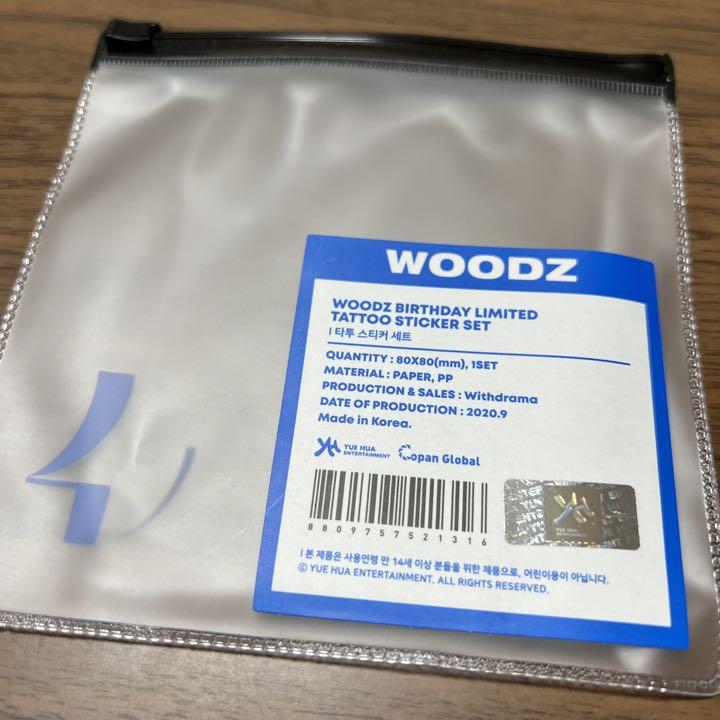 WOODZ
WOODZ BIRTHDAY LIMITED
TATTOO STICKER SET
| 타투 스티커 세트
QUANTITY : 80X80(mm), 1SET
MATERIAL : PAPER, PP
PRODUCTION & SALES : Withdrama
DATE OF PRODUCTION : 2020.9
Made in Korea.
YUE HUA
ENTERTAINMENT
Copan Global
8809757521316
| 본 제품은 사용연령 만 14세 이상 분들을 위한 제품으로, 어린이용이 아닙니다.
© YUE HUA ENTERTAINMENT. ALL RIGHTS RESERVED.